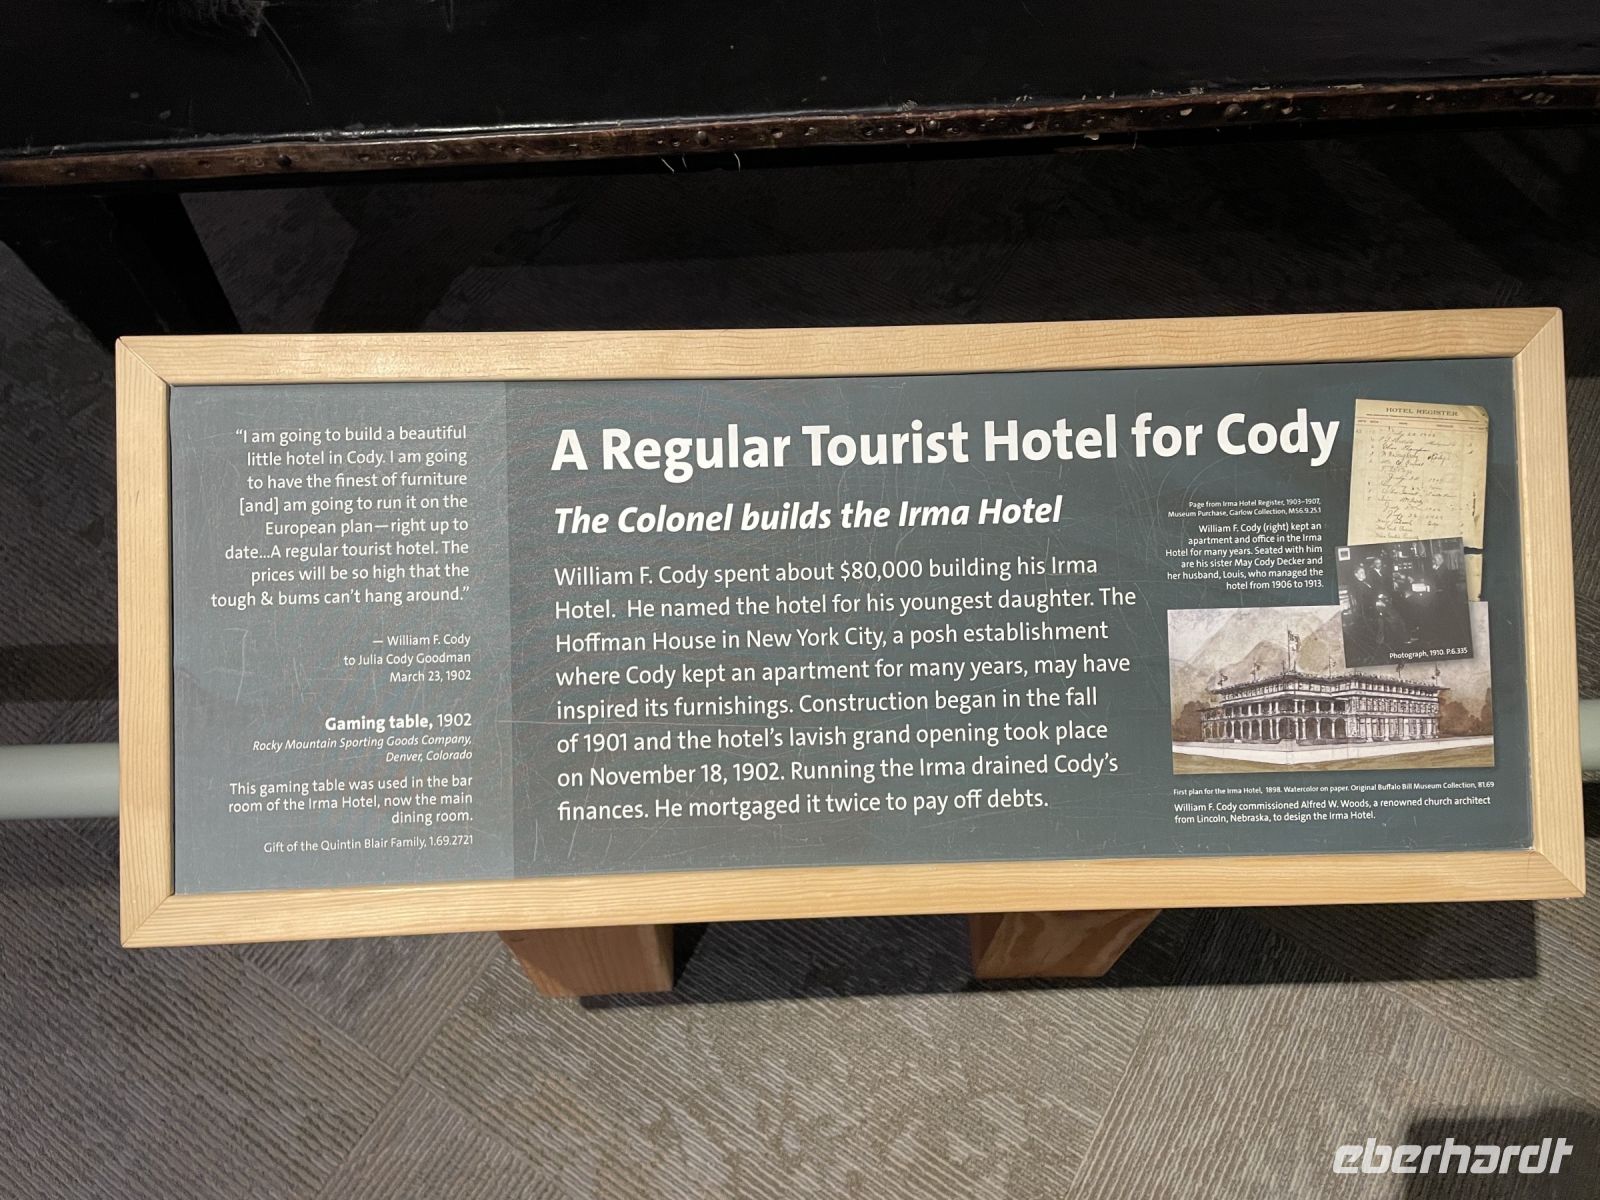 “I am going to build a beautiful
little hotel in Cody. I am going
to have the finest of furniture
[and] am going to run it on the
European plan—right up to
date...A regular tourist hotel. The
prices will be so high that the
tough & bums can’t hang around.”
— William F. Cody
to Julia Cody Goodman
March 23, 1902
Gaming table, 1902
Rocky Mountain Sporting Goods Company,
Denver, Colorado
This gaming table was used in the bar
room of the Irma Hotel, now the main
dining room.
Gift of the Quintin Blair Family, 1.69.2721
A Regular Tourist Hotel for Cody
The Colonel builds the Irma Hotel
William F. Cody spent about $80,000 building his Irma
Hotel. He named the hotel for his youngest daughter. The
Hoffman House in New York City, a posh establishment
where Cody kept an apartment for many years, may have
inspired its furnishings. Construction began in the fall
of 1901 and the hotel’s lavish grand opening took place
on November 18, 1902. Running the Irma drained Cody’s
finances. He mortgaged it twice to pay off debts.
HOTEL REGISTER
Page from Irma Hotel Register, 1903–1907,
Museum Purchase, Garlow Collection, MS6.9.25.1
William F. Cody (right) kept an
apartment and office in the Irma
Hotel for many years. Seated with him
are his sister May Cody Decker and
her husband, Louis, who managed the
hotel from 1906 to 1913.
Photograph, 1910. P.6.335
First plan for the Irma Hotel, 1898. Watercolor on paper. Original Buffalo Bill Museum Collection, 81.69
William F. Cody commissioned Alfred W. Woods, a renowned church architect
from Lincoln, Nebraska, to design the Irma Hotel.
eberhardt